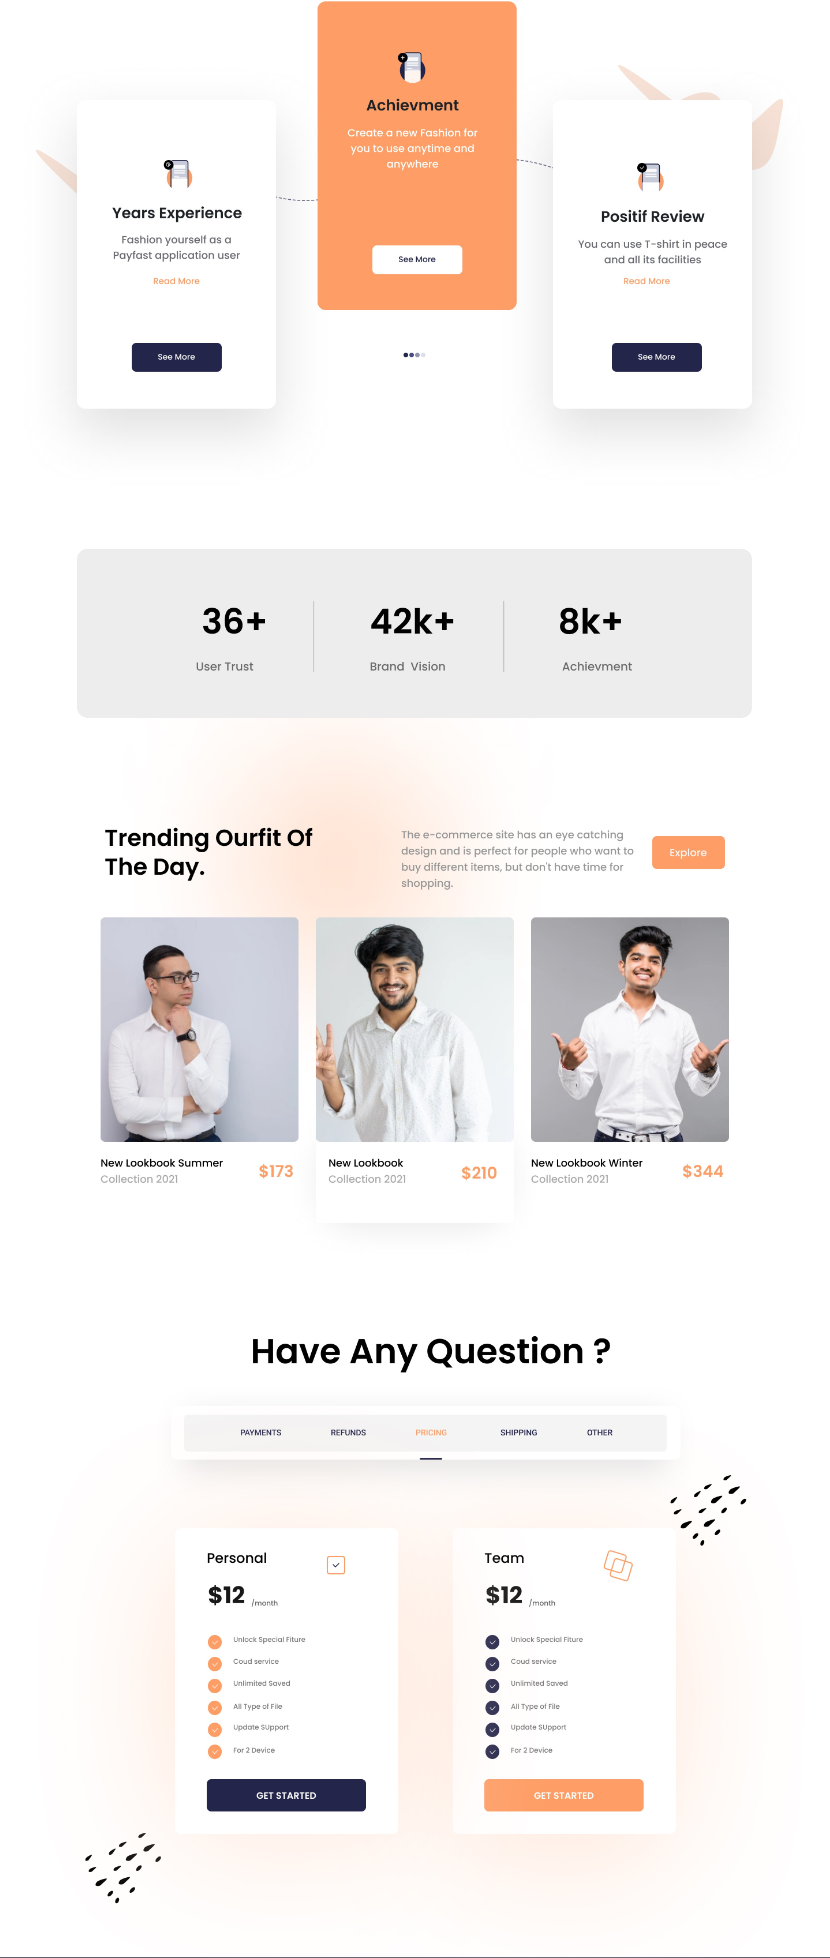 Achievment
Create a new Fashion for
you to use anytime and
anywhere
See More
Years Experience
Fashion yourself as a
Payfast application user
Read More
See More
Positif Review
You can use T-shirt in peace
and all its facilities
Read More
See More
36+
User Trust
42k+
Brand Vision
8k+
Achievment
Trending Ourfit Of
The Day.
The e-commerce site has an eye catching
design and is perfect for people who want to
buy different items, but don't have time for
shopping.
Explore
New Lookbook Summer
Collection 2021
$173
New Lookbook
Collection 2021
$210
New Lookbook Winter
Collection 2021
$344
Have Any Question ?
PAYMENTS
REFUNDS
PRICING
SHIPPING
OTHER
Personal
$12 /month
Unlock Special Fiture
Coud service
Unlimited Saved
All Type of File
Update SUpport
For 2 Device
GET STARTED
Team
$12 /month
Unlock Special Fiture
Coud service
Unlimited Saved
All Type of File
Update SUpport
For 2 Device
GET STARTED